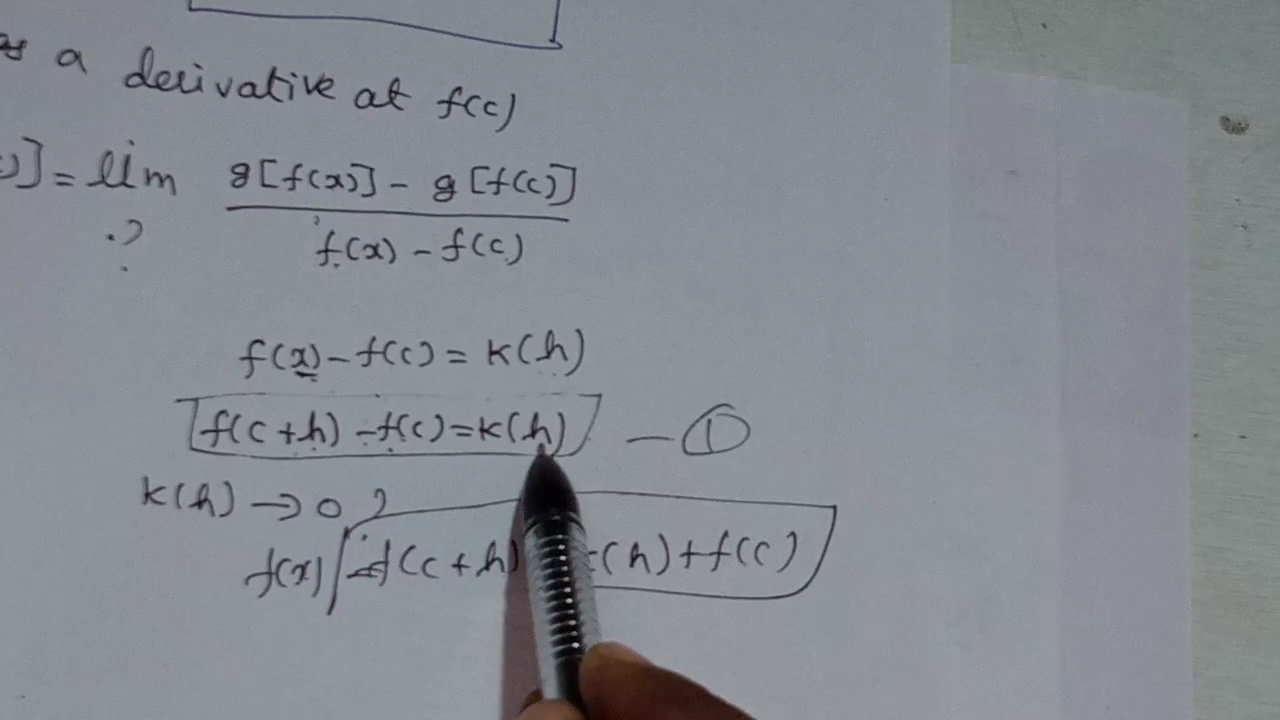 a derivative at f(c)
)] = lim g[f(x)] - g[f(c)]
? f(x) - f(c)
f(x) - f(c) = k(h)
f(c+h) - f(c) = k(h) — ①
k(h) → 0 ?
f(x) = f(c+h) (h) + f(c)